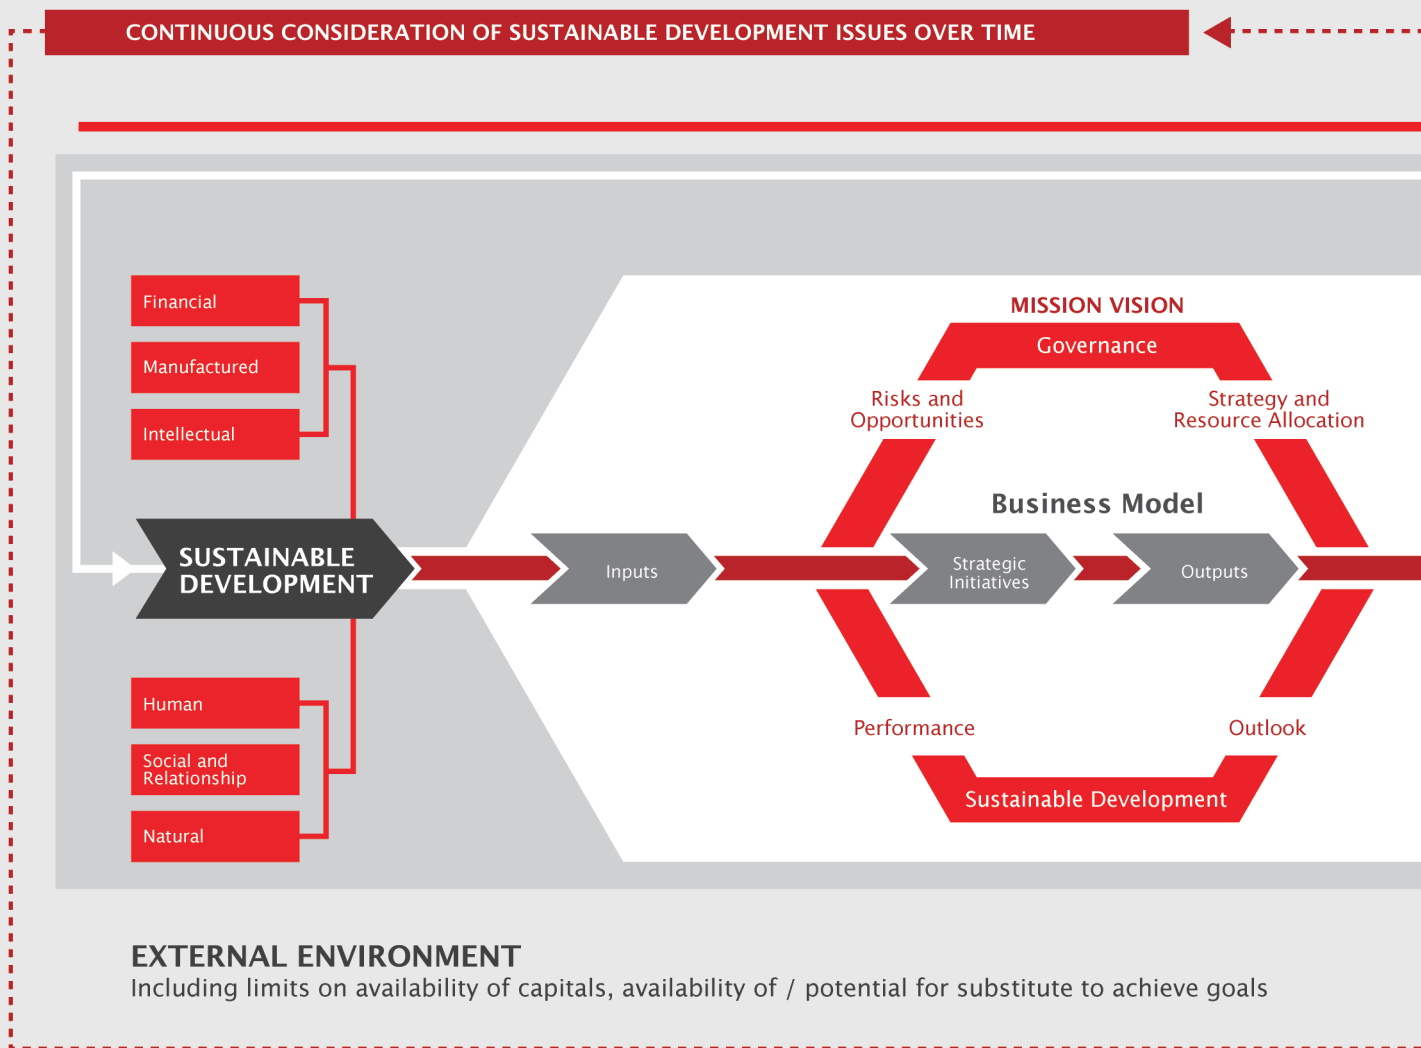 CONTINUOUS CONSIDERATION OF SUSTAINABLE DEVELOPMENT ISSUES OVER TIME
Financial
Manufactured
Intellectual
SUSTAINABLE
DEVELOPMENT
Human
Social and
Relationship
Natural
Inputs
MISSION VISION
Governance
Risks and
Opportunities
Strategy and
Resource Allocation
Business Model
Strategic
Initiatives
Outputs
Performance
Outlook
Sustainable Development
EXTERNAL ENVIRONMENT
Including limits on availability of capitals, availability of / potential for substitute to achieve goals